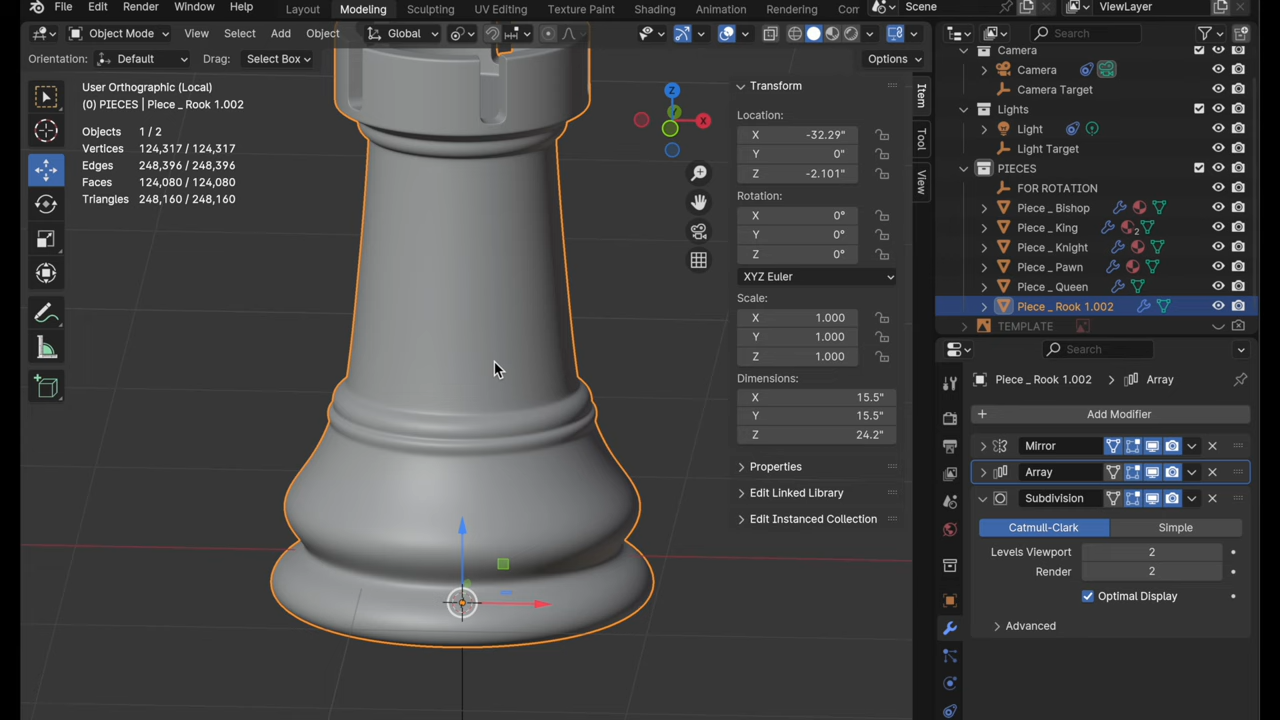 File Edit Render Window Help Layout Modeling Sculpting UV Editing Texture Paint Shading Animation Rendering Com Scene ViewLayer
Object Mode View Select Add Object Global Search
Orientation: Default Drag: Select Box Options
User Orthographic (Local)
(0) PIECES | Piece _ Rook 1.002
Objects 1 / 2
Vertices 124,317 / 124,317
Edges 248,396 / 248,396
Faces 124,080 / 124,080
Triangles 248,160 / 248,160
Z
Y
X
Transform
Location:
X -32.29"
Y 0"
Z -2.101"
Rotation:
X 0°
Y 0°
Z 0°
XYZ Euler
Scale:
X 1.000
Y 1.000
Z 1.000
Dimensions:
X 15.5"
Y 15.5"
Z 24.2"
Properties
Edit Linked Library
Edit Instanced Collection
Item
Tool
View
Camera
Camera
Camera Target
Lights
Light
Light Target
PIECES
FOR ROTATION
Piece _ Bishop
Piece _ King 2
Piece _ Knight
Piece _ Pawn
Piece _ Queen
Piece _ Rook 1.002
TEMPLATE
Search
Piece _ Rook 1.002 Array
Add Modifier
Mirror
Array
Subdivision
Catmull-Clark Simple
Levels Viewport 2
Render 2
Optimal Display
Advanced